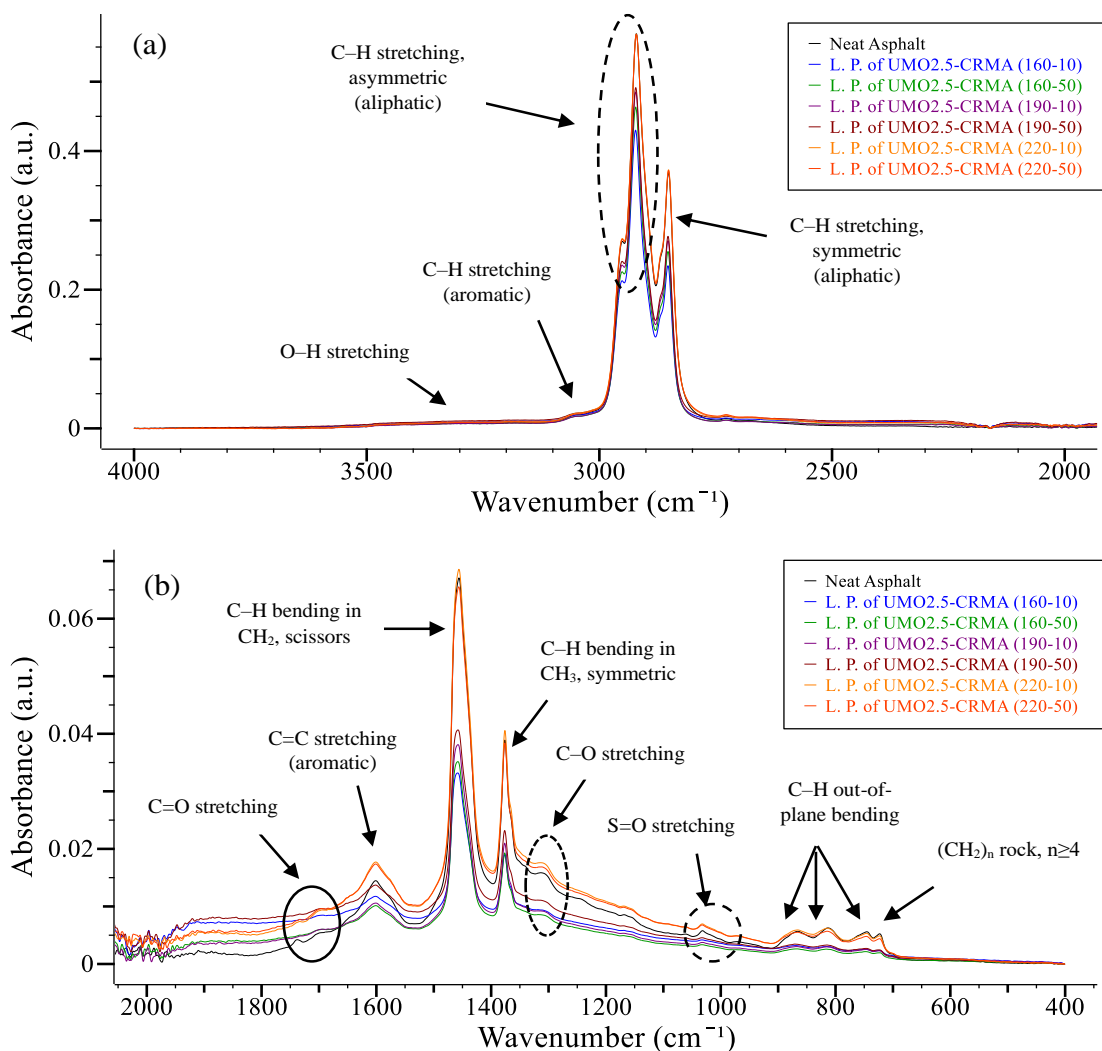 (a)
C–H stretching,
asymmetric
(aliphatic)
– Neat Asphalt
– L. P. of UMO2.5-CRMA (160-10)
– L. P. of UMO2.5-CRMA (160-50)
– L. P. of UMO2.5-CRMA (190-10)
– L. P. of UMO2.5-CRMA (190-50)
– L. P. of UMO2.5-CRMA (220-10)
– L. P. of UMO2.5-CRMA (220-50)
C–H stretching,
symmetric
(aliphatic)
C–H stretching
(aromatic)
O–H stretching
Absorbance (a.u.)
0.4
0.2
0
4000 3500 3000 2500 2000
Wavenumber (cm⁻¹)
(b)
– Neat Asphalt
– L. P. of UMO2.5-CRMA (160-10)
– L. P. of UMO2.5-CRMA (160-50)
– L. P. of UMO2.5-CRMA (190-10)
– L. P. of UMO2.5-CRMA (190-50)
– L. P. of UMO2.5-CRMA (220-10)
– L. P. of UMO2.5-CRMA (220-50)
C–H bending in
CH₂, scissors
C–H bending in
CH₃, symmetric
C=C stretching
(aromatic)
C–O stretching
C=O stretching
S=O stretching
C–H out-of-
plane bending
(CH₂)ₙ rock, n≥4
Absorbance (a.u.)
0.06
0.04
0.02
0
2000 1800 1600 1400 1200 1000 800 600 400
Wavenumber (cm⁻¹)